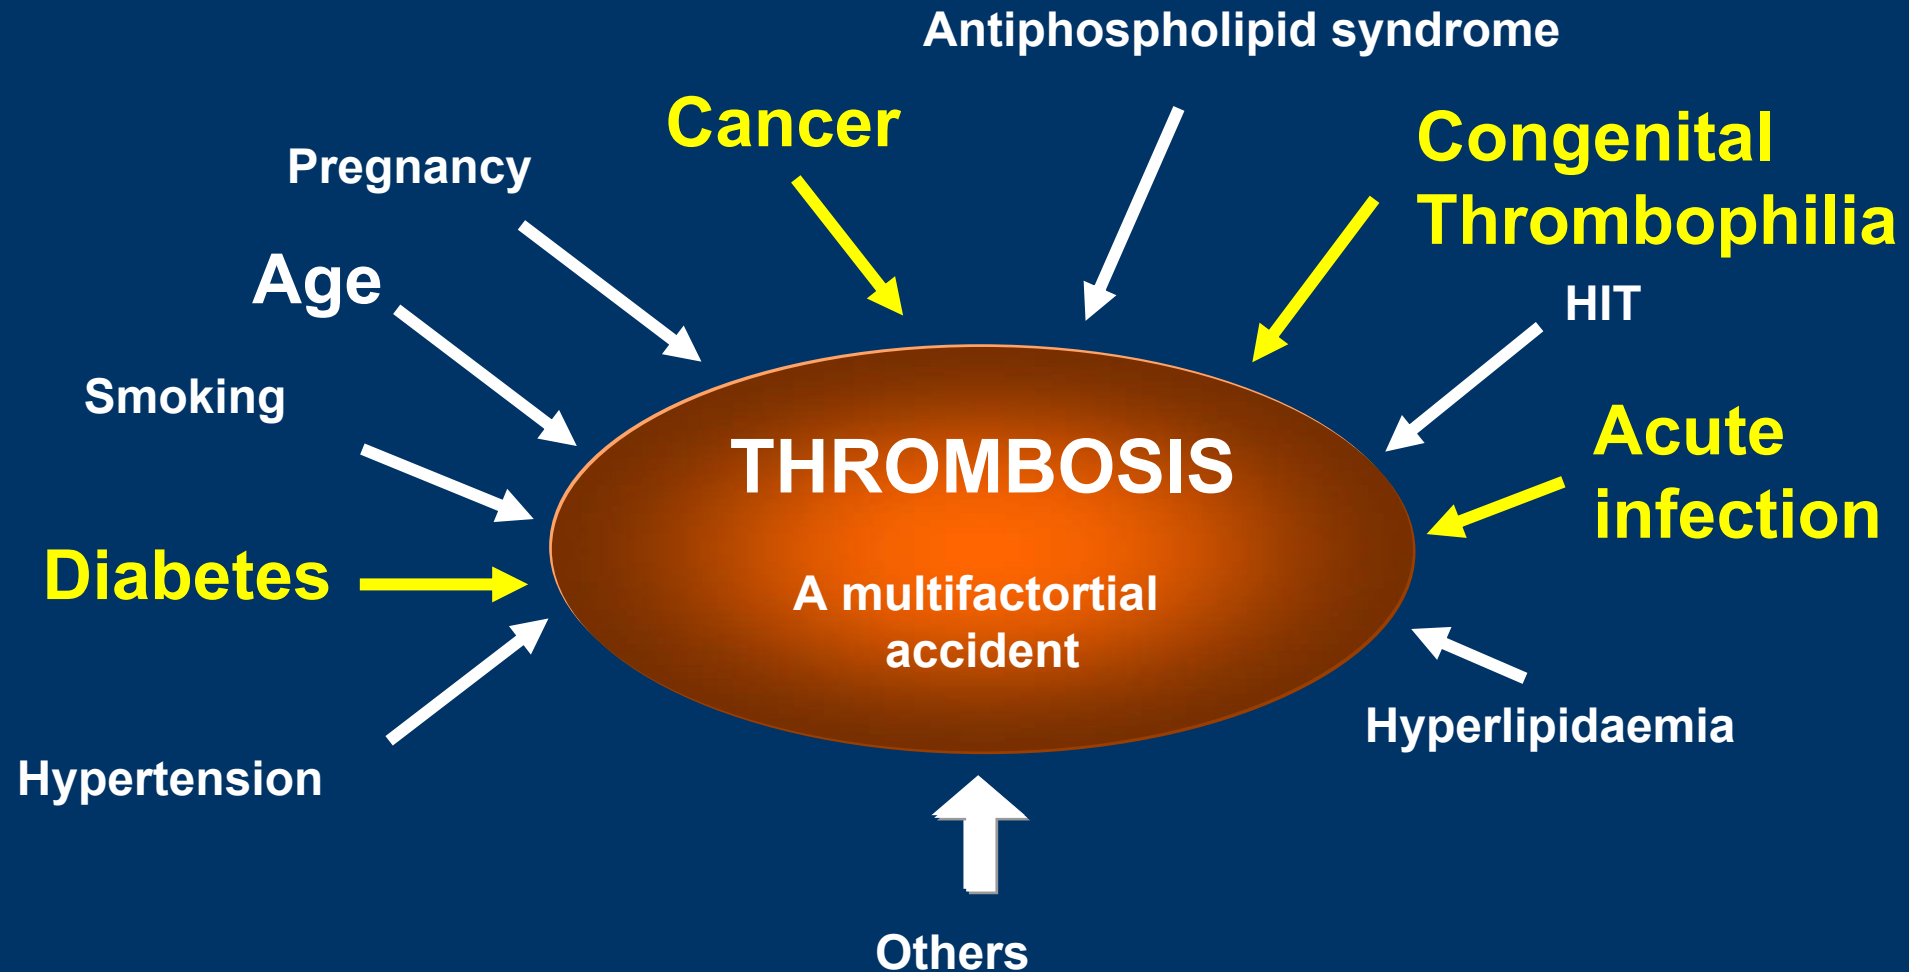 Antiphospholipid syndrome
Cancer
Congenital
Thrombophilia
Pregnancy
Age
HIT
Smoking
Acute
infection
THROMBOSIS
Diabetes
A multifactortial
accident
Hyperlipidaemia
Hypertension
Others